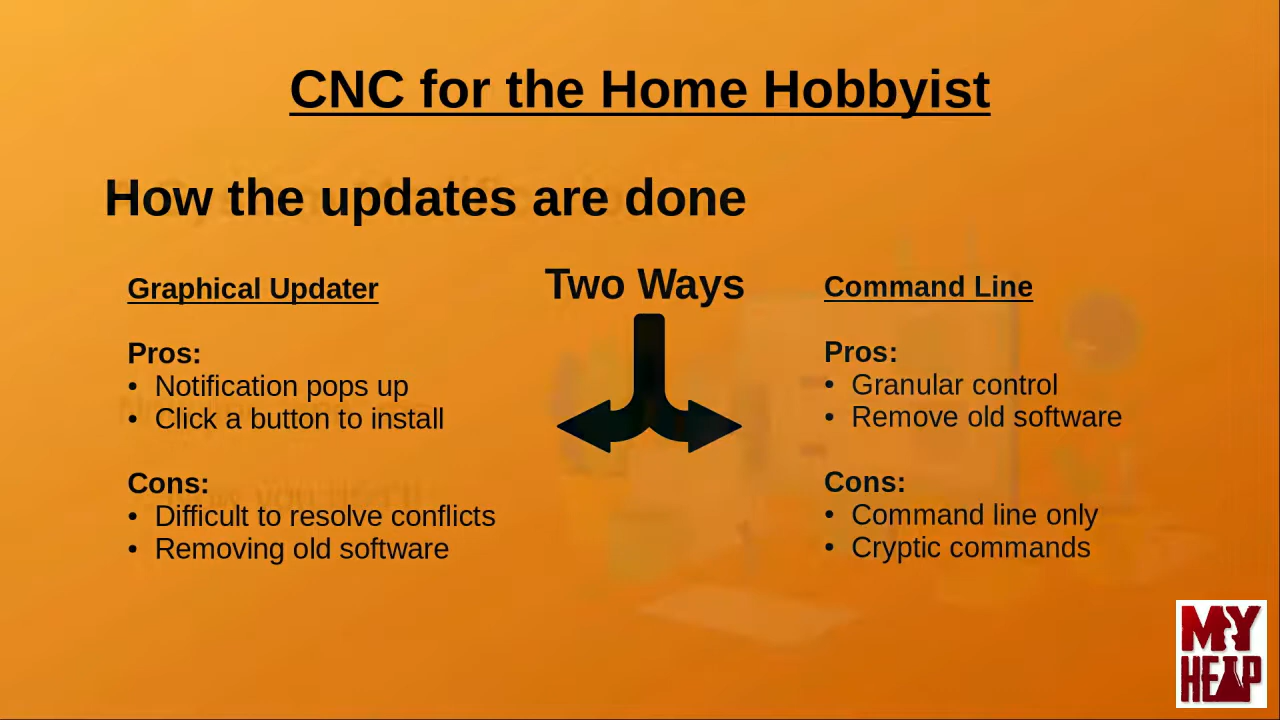 CNC for the Home Hobbyist
How the updates are done
Two Ways
Graphical Updater
Pros:
• Notification pops up
• Click a button to install
Cons:
• Difficult to resolve conflicts
• Removing old software
Command Line
Pros:
• Granular control
• Remove old software
Cons:
• Command line only
• Cryptic commands
MY
HEAP